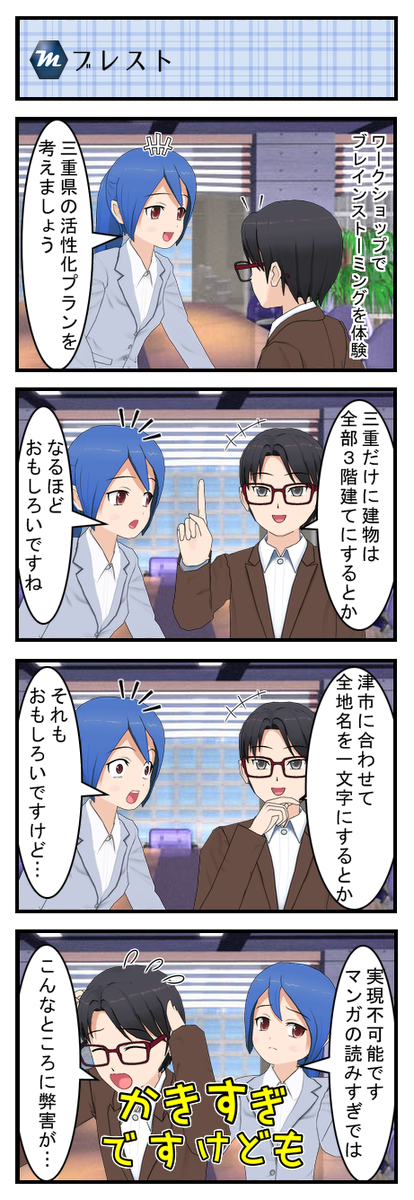 m ブレスト
ワークショップで
ブレインストーミングを体験
三重県の活性化プランを
考えましょう
三重だけに建物は
全部３階建てにするとか
なるほど
おもしろいですね
津市に合わせて
全地名を一文字にするとか
それも
おもしろいですけど…
実現不可能です
マンガの読みすぎでは
こんなところに弊害が…
かきすぎ
ですけども